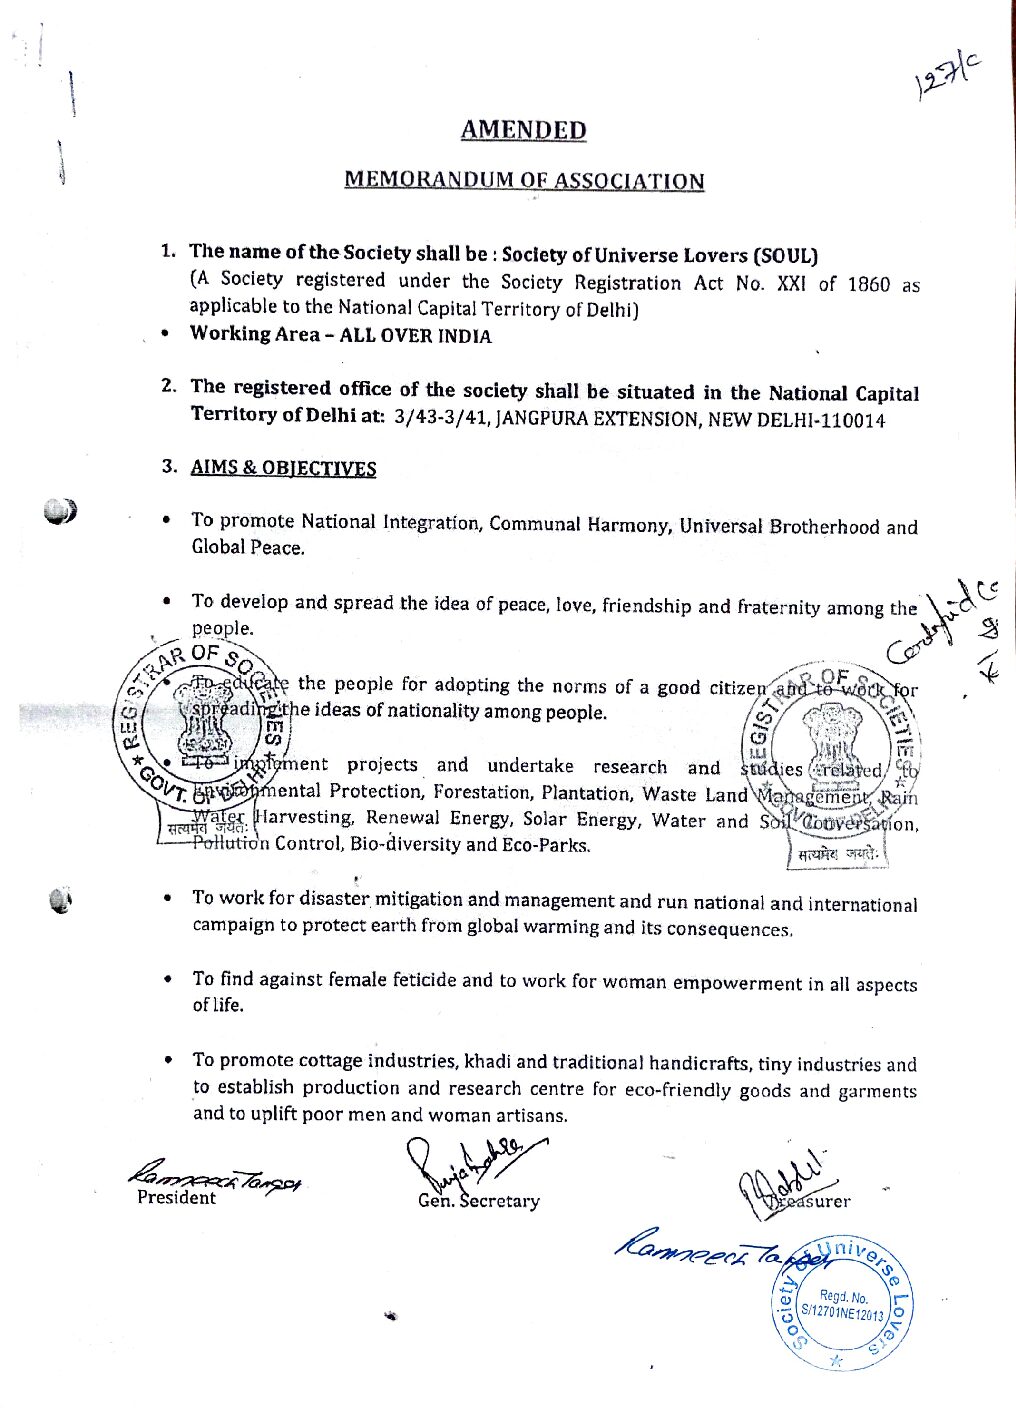 127/c
AMENDED
MEMORANDUM OF ASSOCIATION
1. The name of the Society shall be : Society of Universe Lovers (SOUL)
(A Society registered under the Society Registration Act No. XXI of 1860 as
applicable to the National Capital Territory of Delhi)
• Working Area – ALL OVER INDIA
2. The registered office of the society shall be situated in the National Capital
Territory of Delhi at: 3/43-3/41, JANGPURA EXTENSION, NEW DELHI-110014
3. AIMS & OBJECTIVES
• To promote National Integration, Communal Harmony, Universal Brotherhood and
Global Peace.
• To develop and spread the idea of peace, love, friendship and fraternity among the
people.
• To educate the people for adopting the norms of a good citizen and to work for
spreading the ideas of nationality among people.
• To implement projects and undertake research and studies related to
Environmental Protection, Forestation, Plantation, Waste Land Management, Rain
Water Harvesting, Renewal Energy, Solar Energy, Water and Soil Conversation,
Pollution Control, Bio-diversity and Eco-Parks.
REGISTRAR OF SOCIETIES
GOVT. OF DELHI
सत्यमेव जयतेः
REGISTRAR OF SOCIETIES
GOVT. OF DELHI
सत्यमेव जयतेः
• To work for disaster mitigation and management and run national and international
campaign to protect earth from global warming and its consequences.
• To find against female feticide and to work for woman empowerment in all aspects
of life.
• To promote cottage industries, khadi and traditional handicrafts, tiny industries and
to establish production and research centre for eco-friendly goods and garments
and to uplift poor men and woman artisans.
President
Gen. Secretary
Treasurer
Society of Universe Lovers
Regd. No.
S/12701NE12013